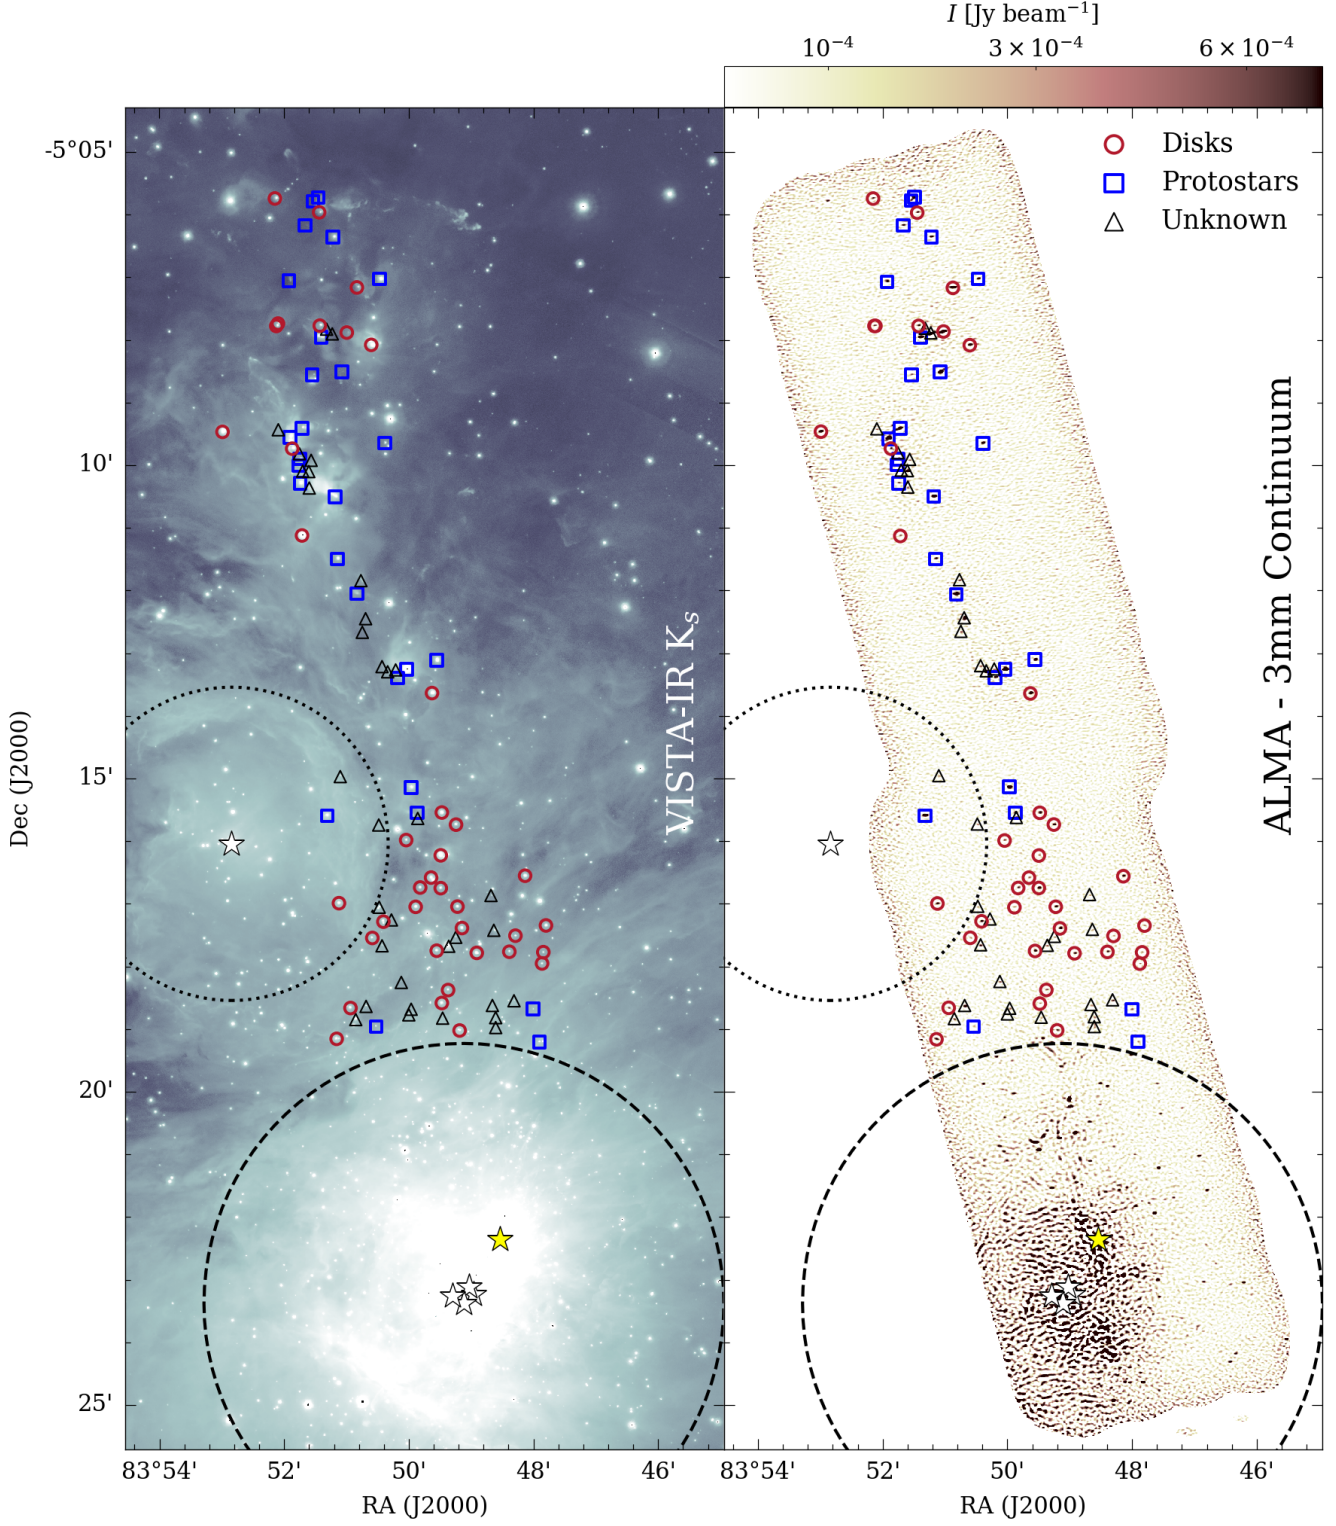 I [Jy beam⁻¹]
10⁻⁴
3 × 10⁻⁴
6 × 10⁻⁴
Disks
Protostars
Unknown
-5°05'
10'
15'
20'
25'
Dec (J2000)
VISTA-IR Kₛ
ALMA - 3mm Continuum
83°54'
52'
50'
48'
46'
83°54'
52'
50'
48'
46'
RA (J2000)
RA (J2000)